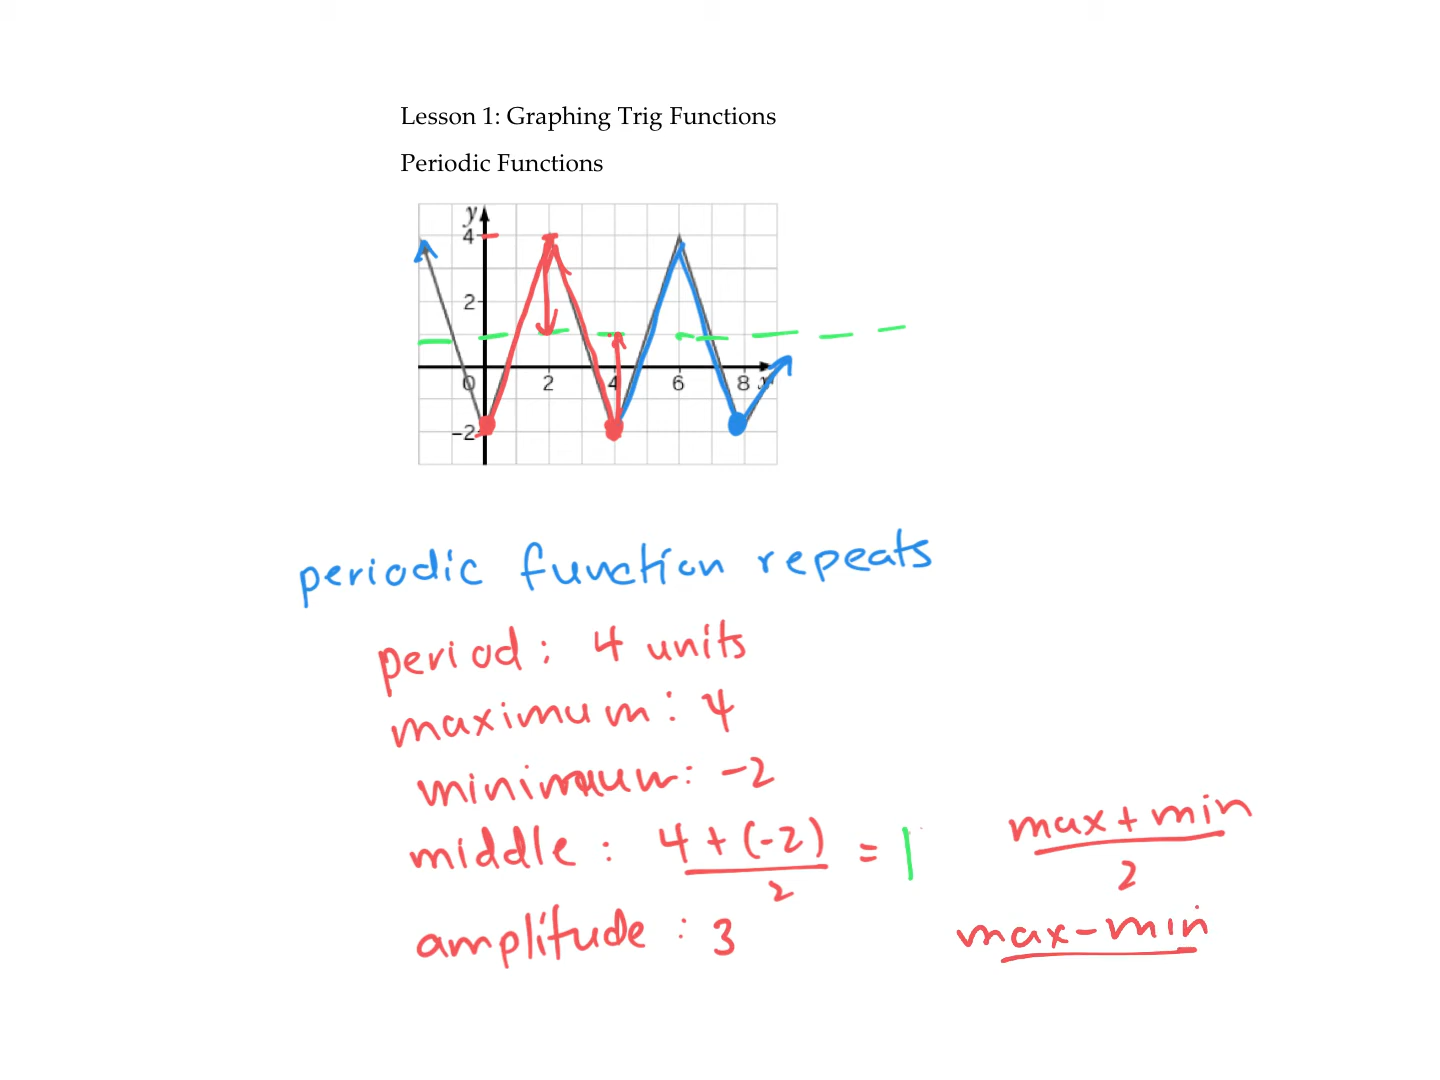 Lesson 1: Graphing Trig Functions
Periodic Functions
y
4
2
0 2 4 6 8 x
-2
periodic function repeats
period: 4 units
maximum: 4
minimum: -2
middle: 4 + (-2) / 2 = 1
max + min / 2
amplitude: 3
max - min